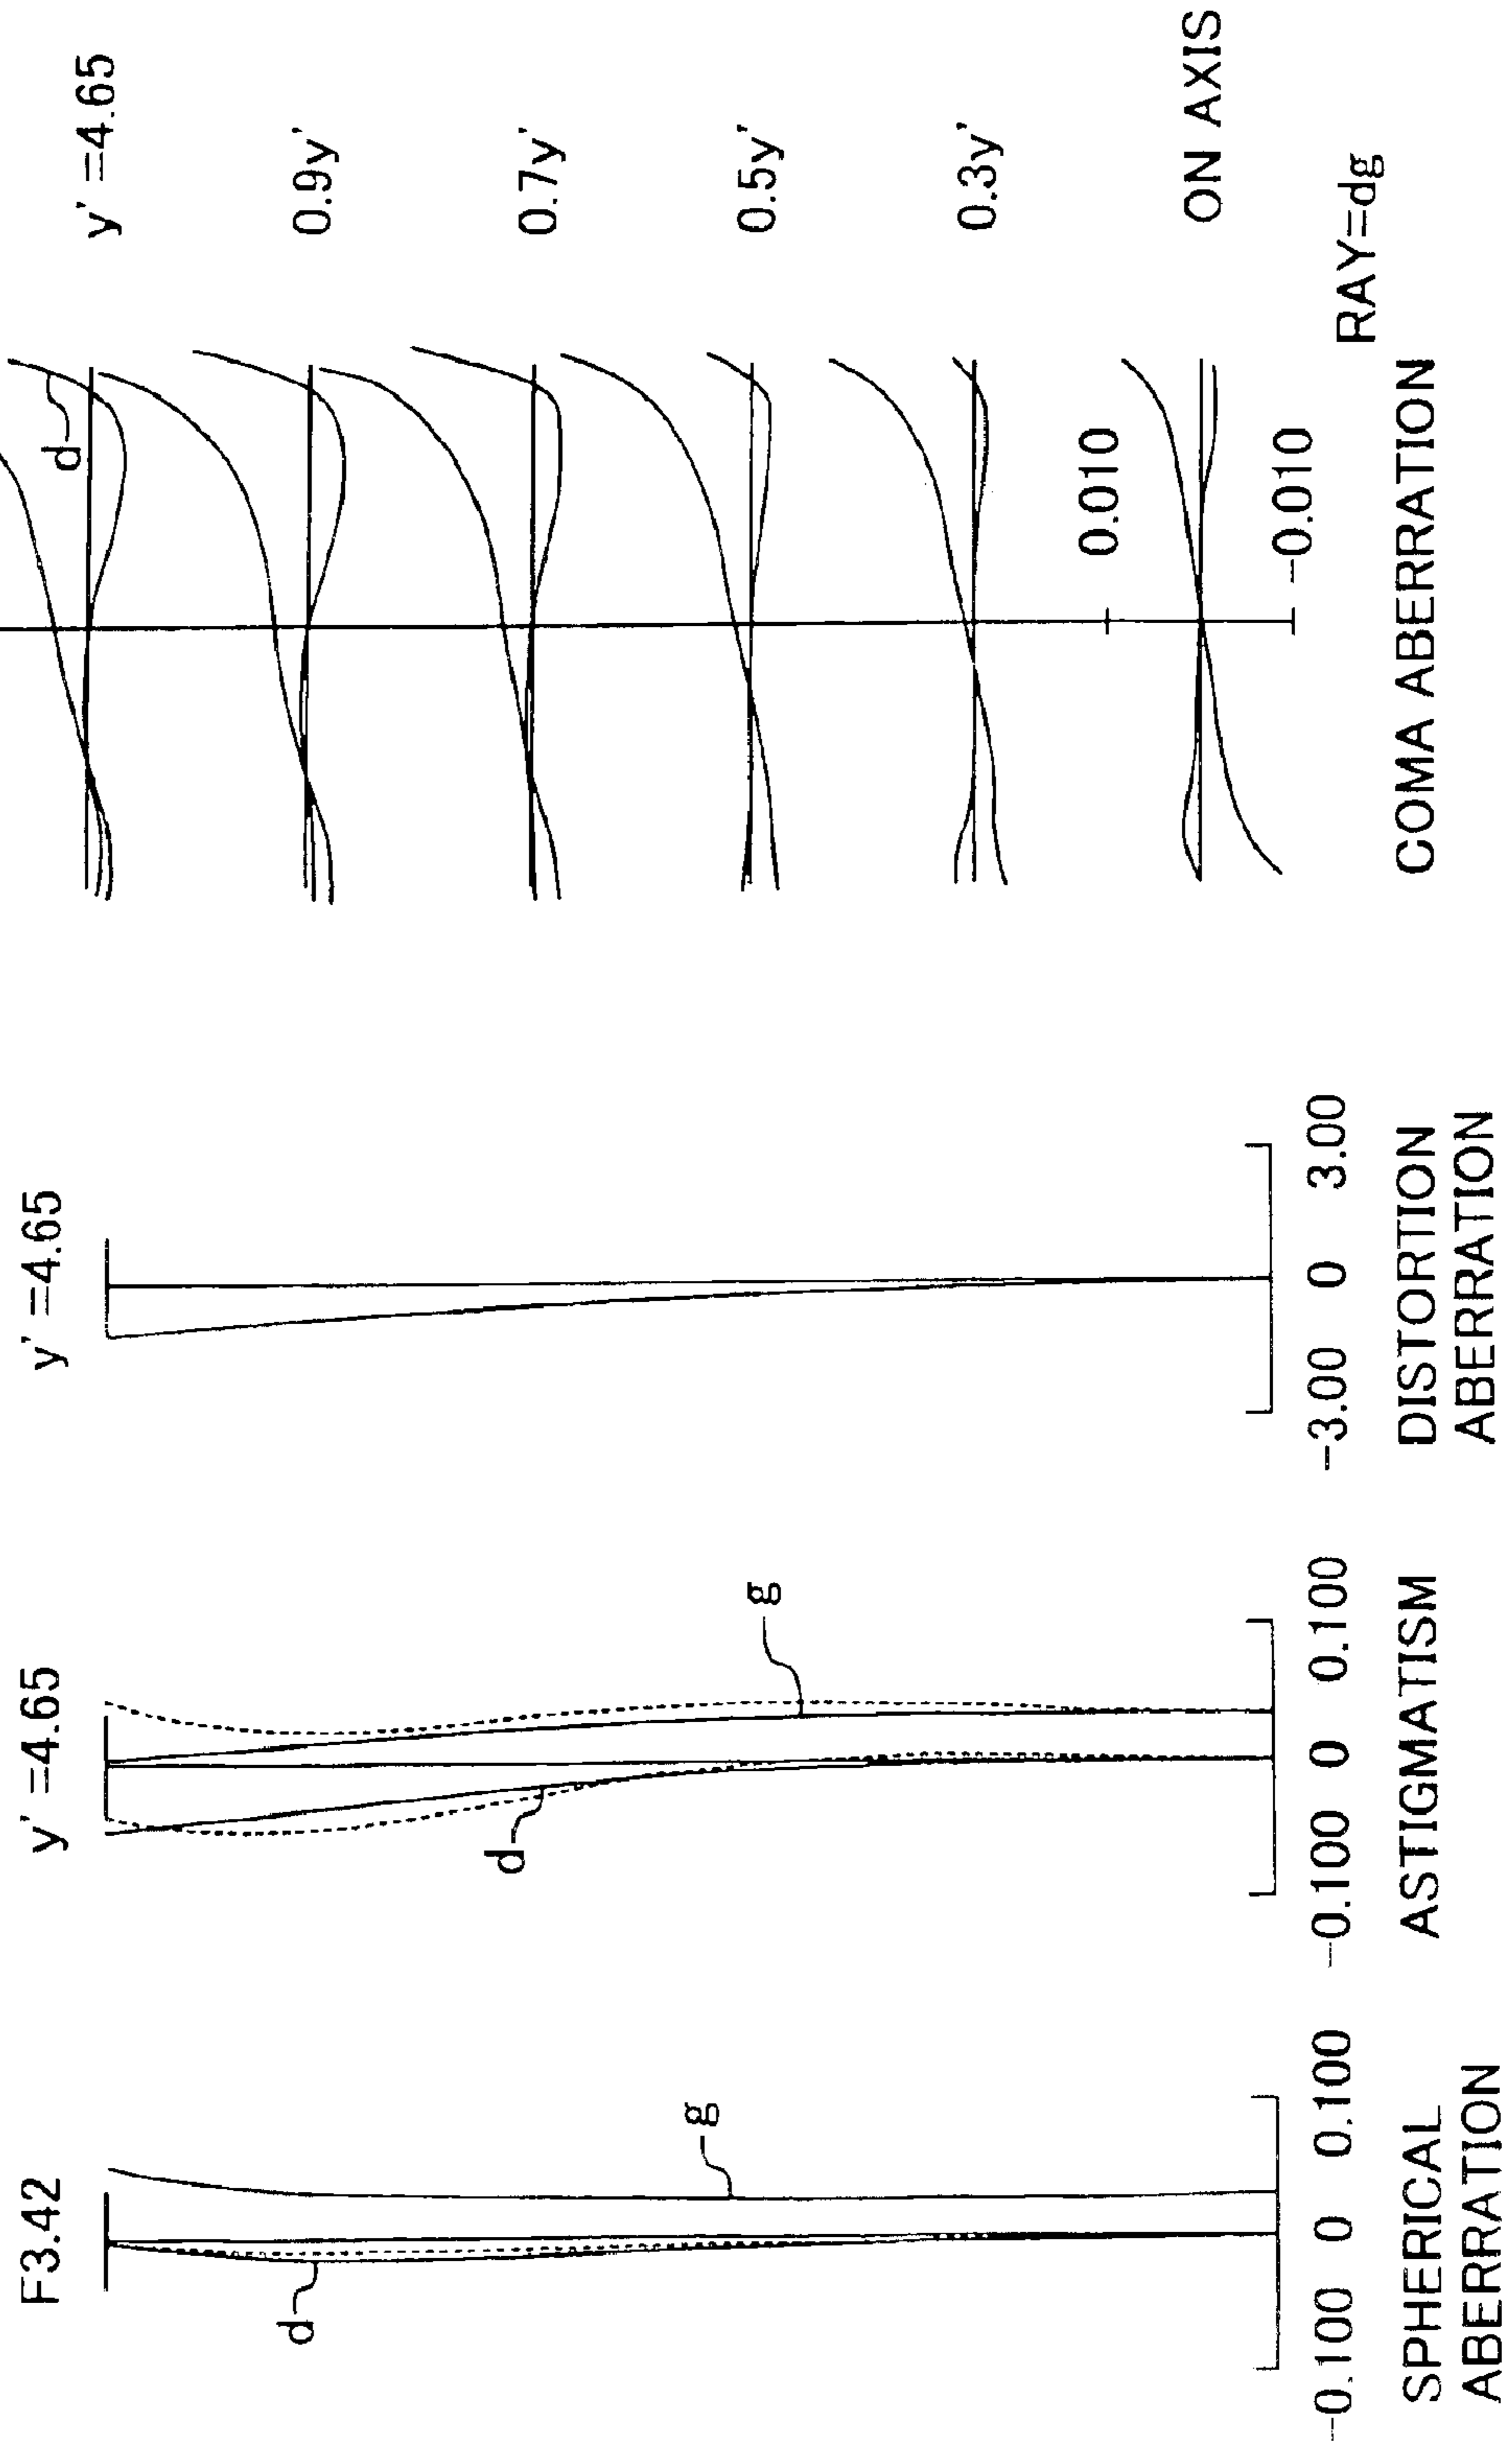 F3.42
d
g
-0.100 0 0.100
SPHERICAL
ABERRATION
y' =4.65
d
g
-0.100 0 0.100
ASTIGMATISM
y' =4.65
-3.00 0 3.00
DISTORTION
ABERRATION
d
y' =4.65
0.9y'
0.7y'
0.5y'
0.3y'
0.010
ON AXIS
-0.010
RAY=dg
COMA ABERRATION